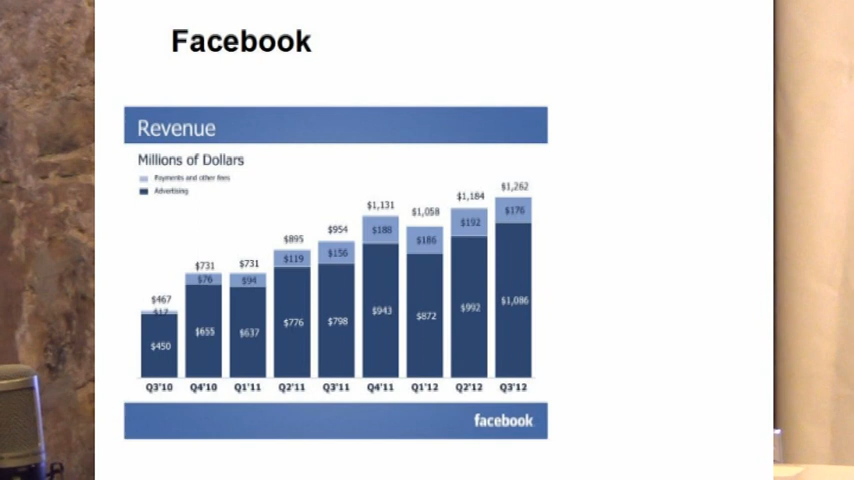 Facebook
Revenue
Millions of Dollars
Payments and other fees
Advertising
$467 $731 $731 $895 $954 $1,131 $1,058 $1,184 $1,262
$17 $76 $94 $119 $156 $188 $186 $192 $176
$450 $655 $637 $776 $798 $943 $872 $992 $1,086
Q3'10 Q4'10 Q1'11 Q2'11 Q3'11 Q4'11 Q1'12 Q2'12 Q3'12
facebook